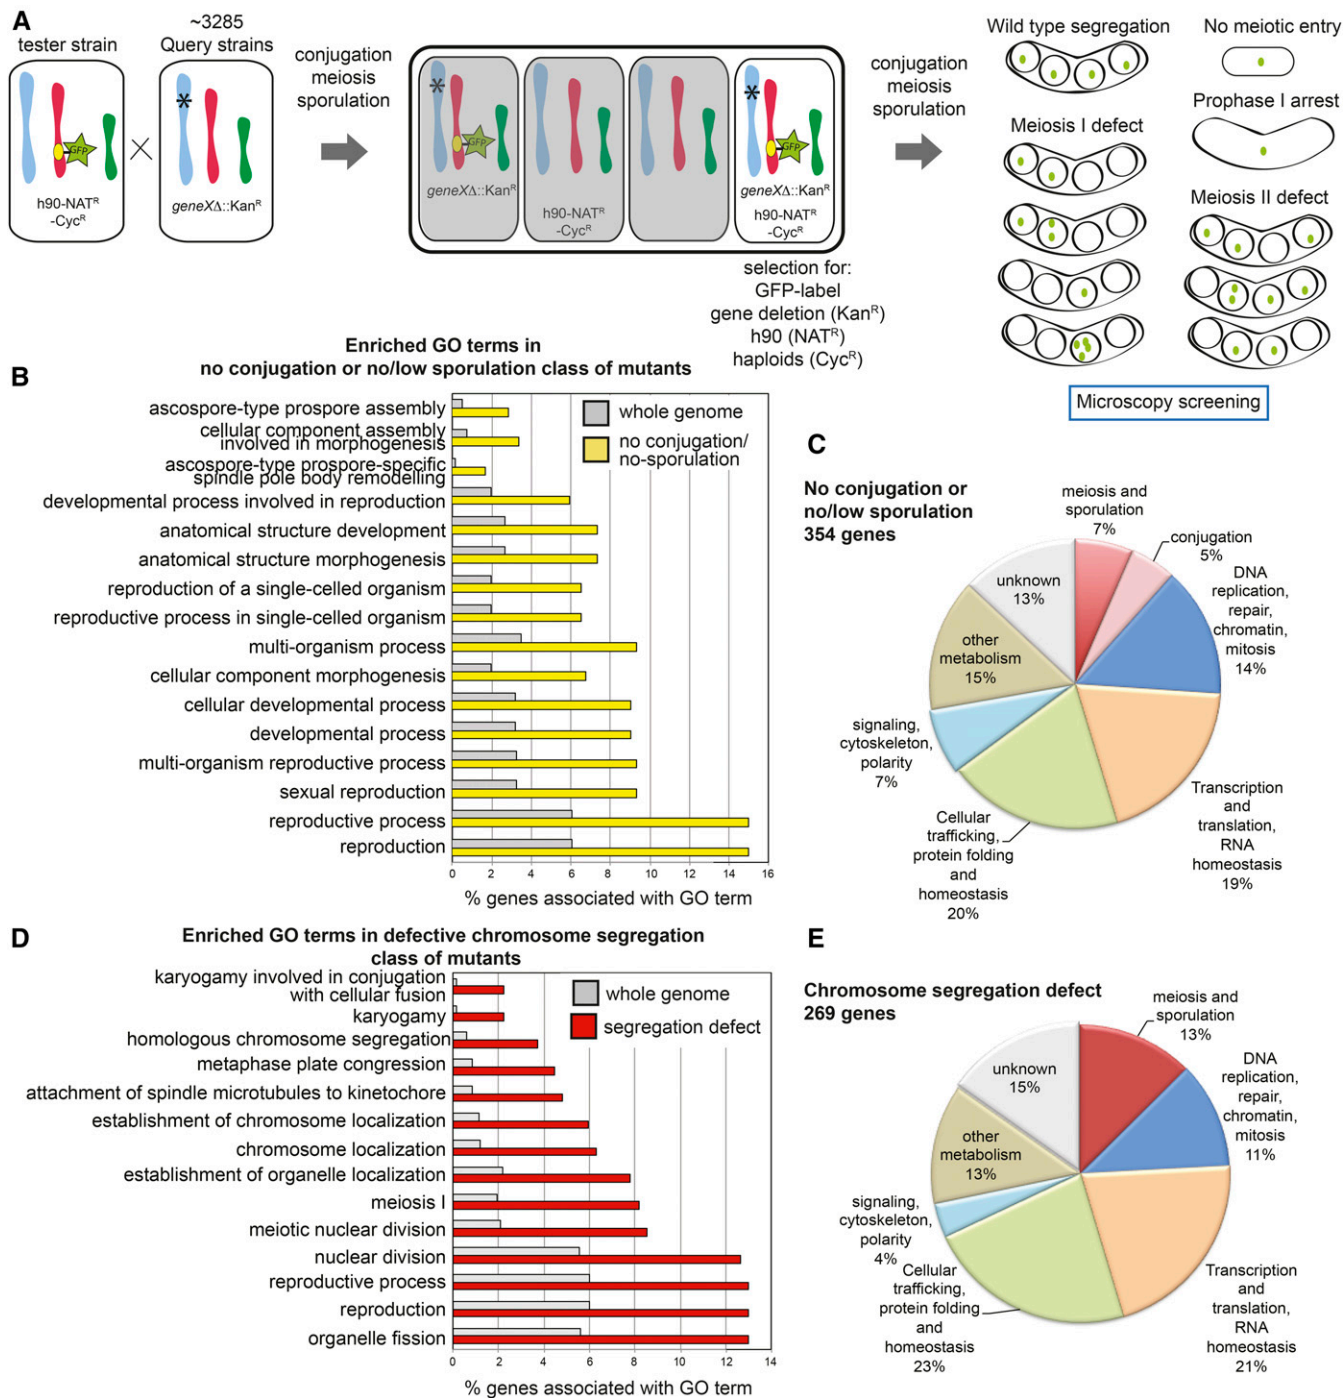 A
tester strain
~3285
Query strains
GFP
h90-NATᴿ
-Cycᴿ
geneXΔ::Kanᴿ
conjugation
meiosis
sporulation
geneXΔ::Kanᴿ
GFP
h90-NATᴿ
-Cycᴿ
GFP
geneXΔ::Kanᴿ
h90-NATᴿ
-Cycᴿ
selection for:
GFP-label
gene deletion (Kanᴿ)
h90 (NATᴿ)
haploids (Cycᴿ)
conjugation
meiosis
sporulation
Wild type segregation
No meiotic entry
Prophase I arrest
Meiosis I defect
Meiosis II defect
Microscopy screening
B
Enriched GO terms in
no conjugation or no/low sporulation class of mutants
whole genome
no conjugation/
no-sporulation
ascospore-type prospore assembly
cellular component assembly
involved in morphogenesis
ascospore-type prospore-specific
spindle pole body remodelling
developmental process involved in reproduction
anatomical structure development
anatomical structure morphogenesis
reproduction of a single-celled organism
reproductive process in single-celled organism
multi-organism process
cellular component morphogenesis
cellular developmental process
developmental process
multi-organism reproductive process
sexual reproduction
reproductive process
reproduction
0 2 4 6 8 10 12 14 16
% genes associated with GO term
C
No conjugation or
no/low sporulation
354 genes
meiosis and
sporulation
7%
conjugation
5%
DNA
replication,
repair,
chromatin,
mitosis
14%
Transcription
and
translation,
RNA
homeostasis
19%
Cellular
trafficking,
protein folding
and
homeostasis
20%
signaling,
cytoskeleton,
polarity
7%
other
metabolism
15%
unknown
13%
D
Enriched GO terms in defective chromosome segregation
class of mutants
whole genome
segregation defect
karyogamy involved in conjugation
with cellular fusion
karyogamy
homologous chromosome segregation
metaphase plate congression
attachment of spindle microtubules to kinetochore
establishment of chromosome localization
chromosome localization
establishment of organelle localization
meiosis I
meiotic nuclear division
nuclear division
reproductive process
reproduction
organelle fission
0 2 4 6 8 10 12 14
% genes associated with GO term
E
Chromosome segregation defect
269 genes
meiosis and
sporulation
13%
DNA
replication,
repair,
chromatin,
mitosis
11%
Transcription
and
translation,
RNA
homeostasis
21%
Cellular
trafficking,
protein folding
and
homeostasis
23%
signaling,
cytoskeleton,
polarity
4%
other
metabolism
13%
unknown
15%